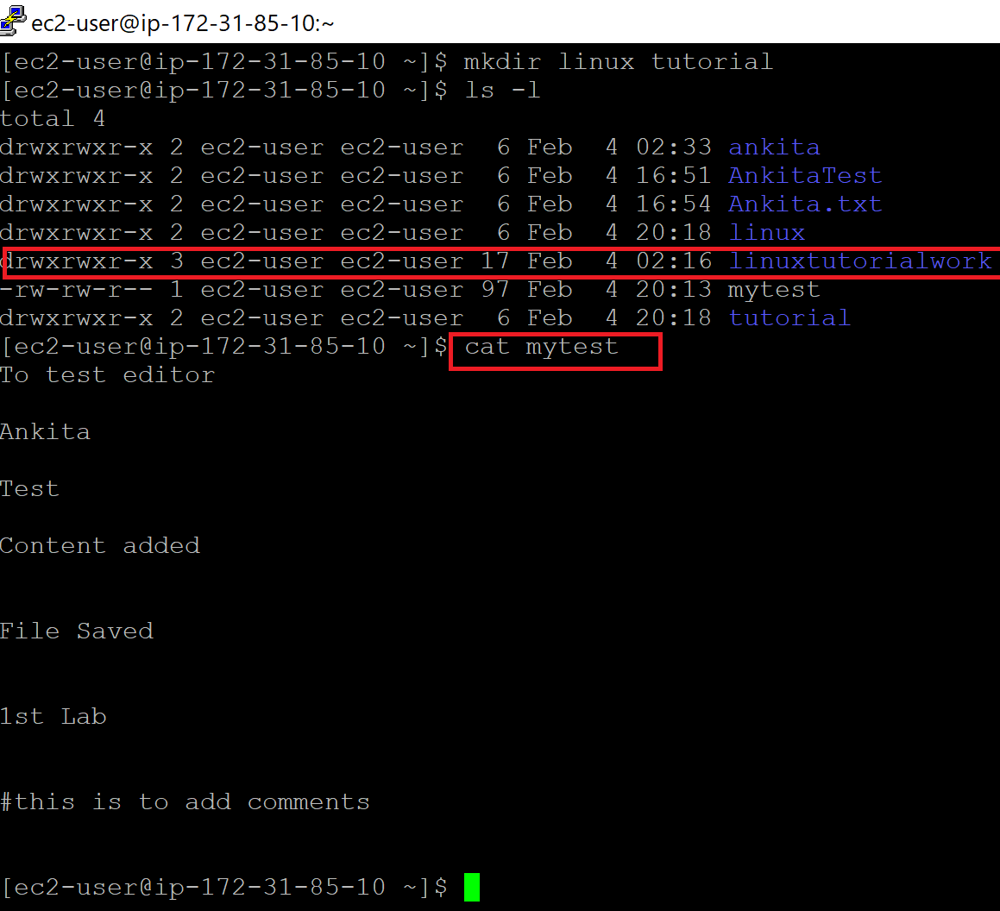 ec2-user@ip-172-31-85-10:~
[ec2-user@ip-172-31-85-10 ~]$ mkdir linux tutorial
[ec2-user@ip-172-31-85-10 ~]$ ls -l
total 4
drwxrwxr-x 2 ec2-user ec2-user  6 Feb  4 02:33 ankita
drwxrwxr-x 2 ec2-user ec2-user  6 Feb  4 16:51 AnkitaTest
drwxrwxr-x 2 ec2-user ec2-user  6 Feb  4 16:54 Ankita.txt
drwxrwxr-x 2 ec2-user ec2-user  6 Feb  4 20:18 linux
drwxrwxr-x 3 ec2-user ec2-user 17 Feb  4 02:16 linuxtutorialwork
-rw-rw-r-- 1 ec2-user ec2-user 97 Feb  4 20:13 mytest
drwxrwxr-x 2 ec2-user ec2-user  6 Feb  4 20:18 tutorial
[ec2-user@ip-172-31-85-10 ~]$ cat mytest
To test editor
Ankita
Test
Content added
File Saved
1st Lab
#this is to add comments
[ec2-user@ip-172-31-85-10 ~]$